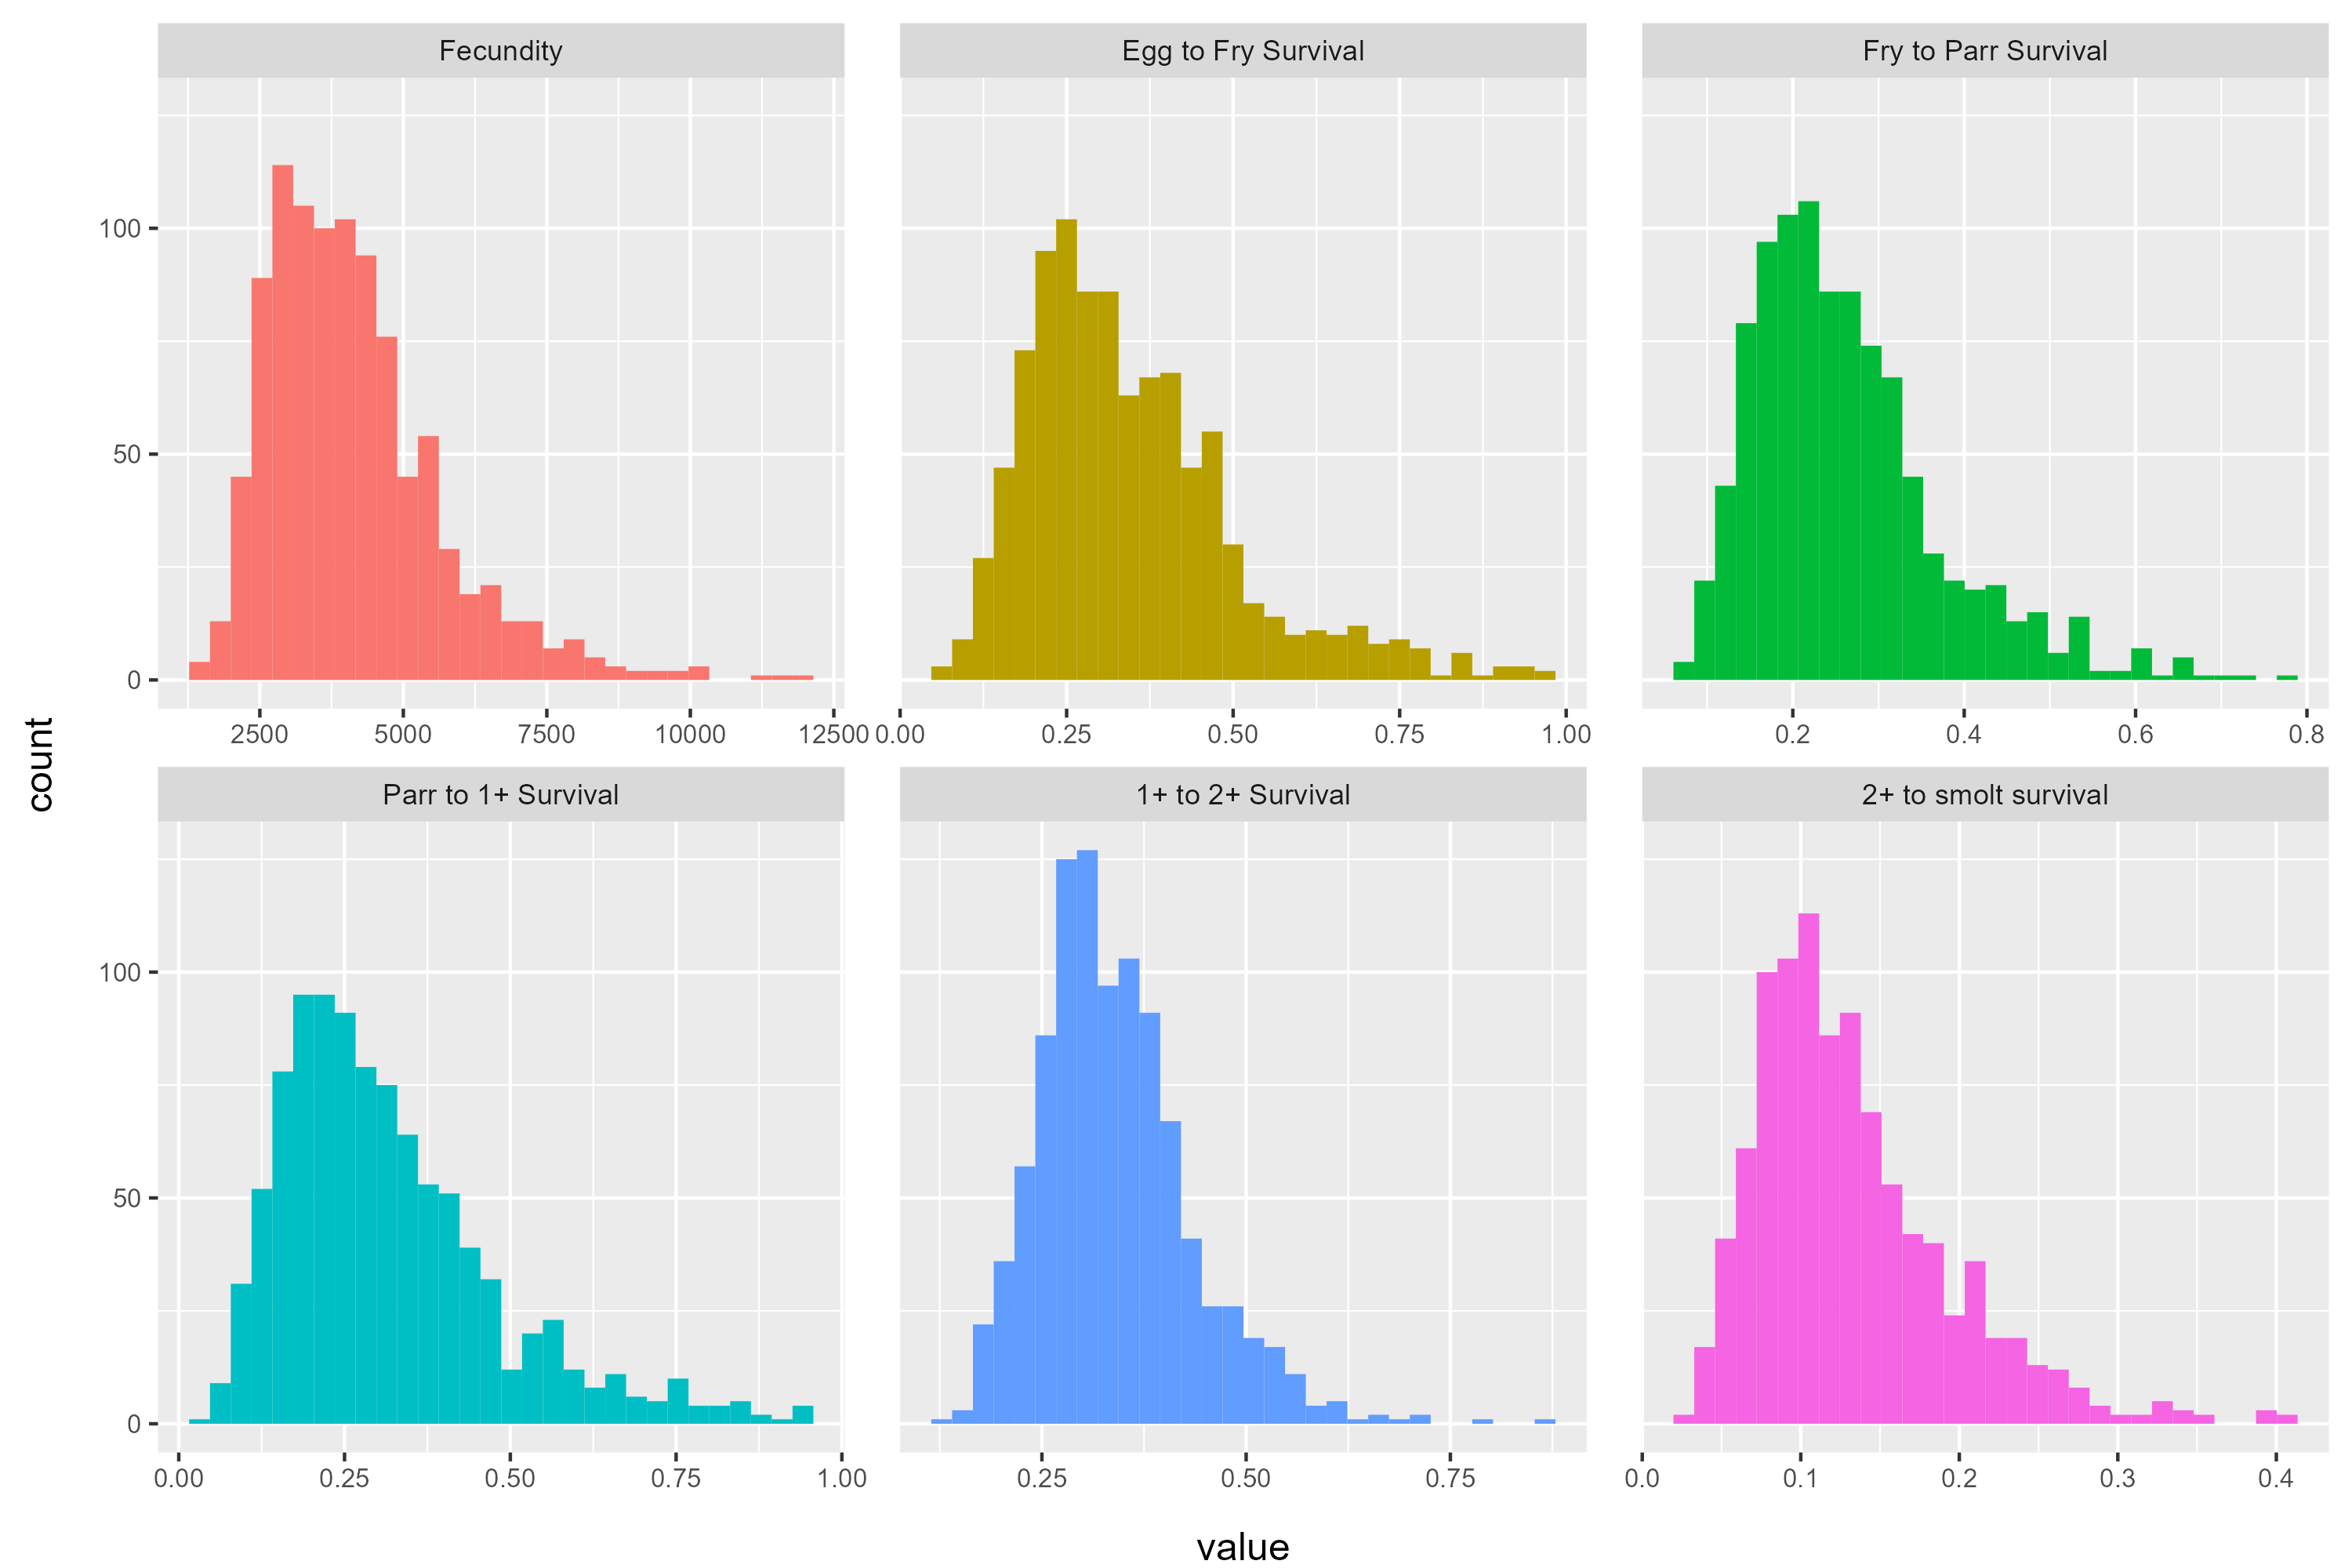 Fecundity Egg to Fry Survival Fry to Parr Survival
100
50
0
2500 5000 7500 10000 12500 0.00 0.25 0.50 0.75 1.00 0.2 0.4 0.6 0.8
count
Parr to 1+ Survival 1+ to 2+ Survival 2+ to smolt survival
100
50
0
0.00 0.25 0.50 0.75 1.00 0.25 0.50 0.75 0.0 0.1 0.2 0.3 0.4
value